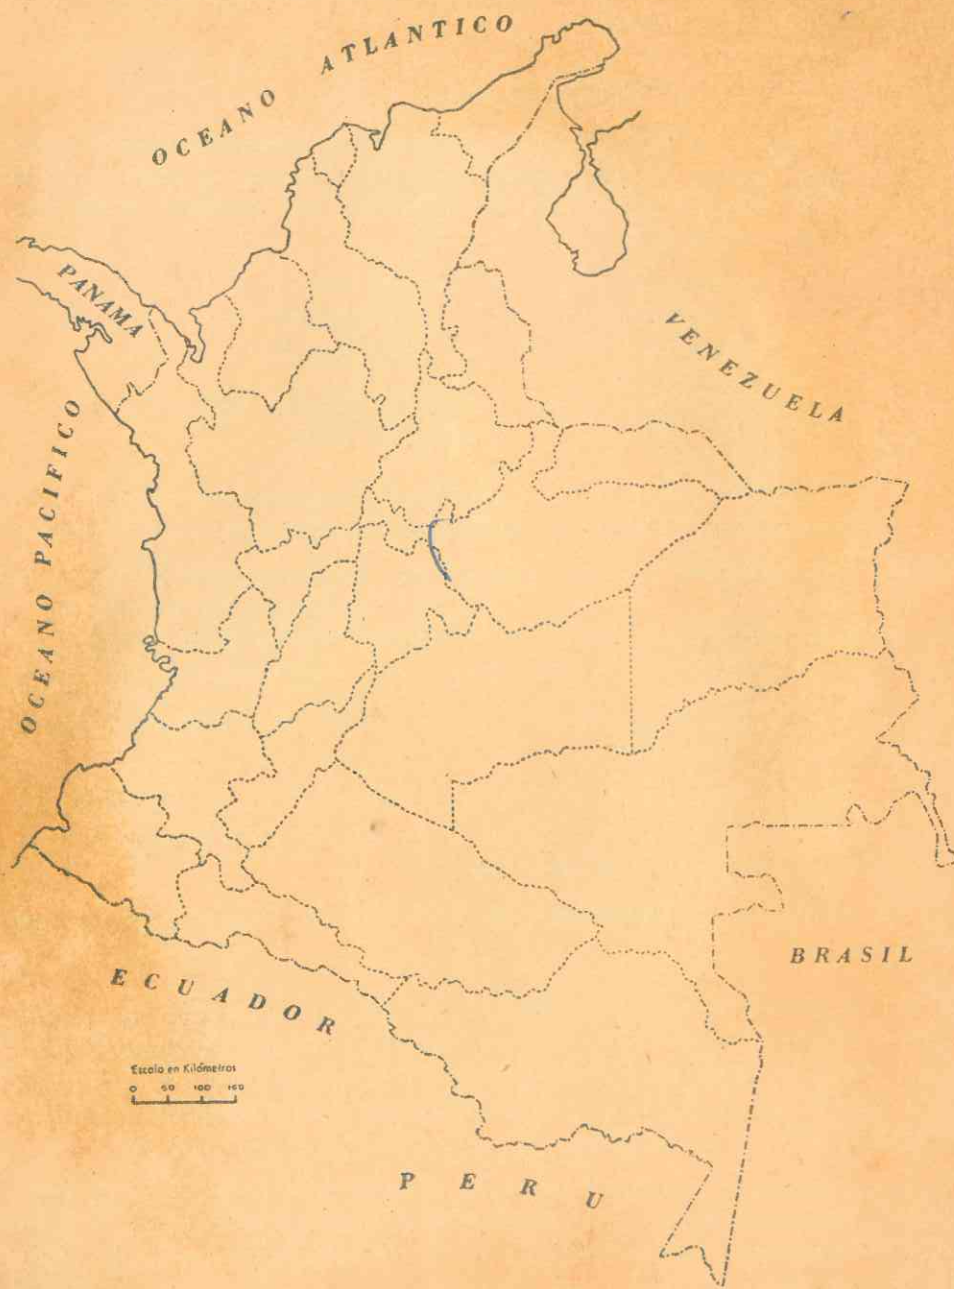 OCEANO ATLANTICO
PANAMA
VENEZUELA
OCEANO PACIFICO
BRASIL
ECUADOR
Escala en Kilómetros
0 50 100 150
PERU